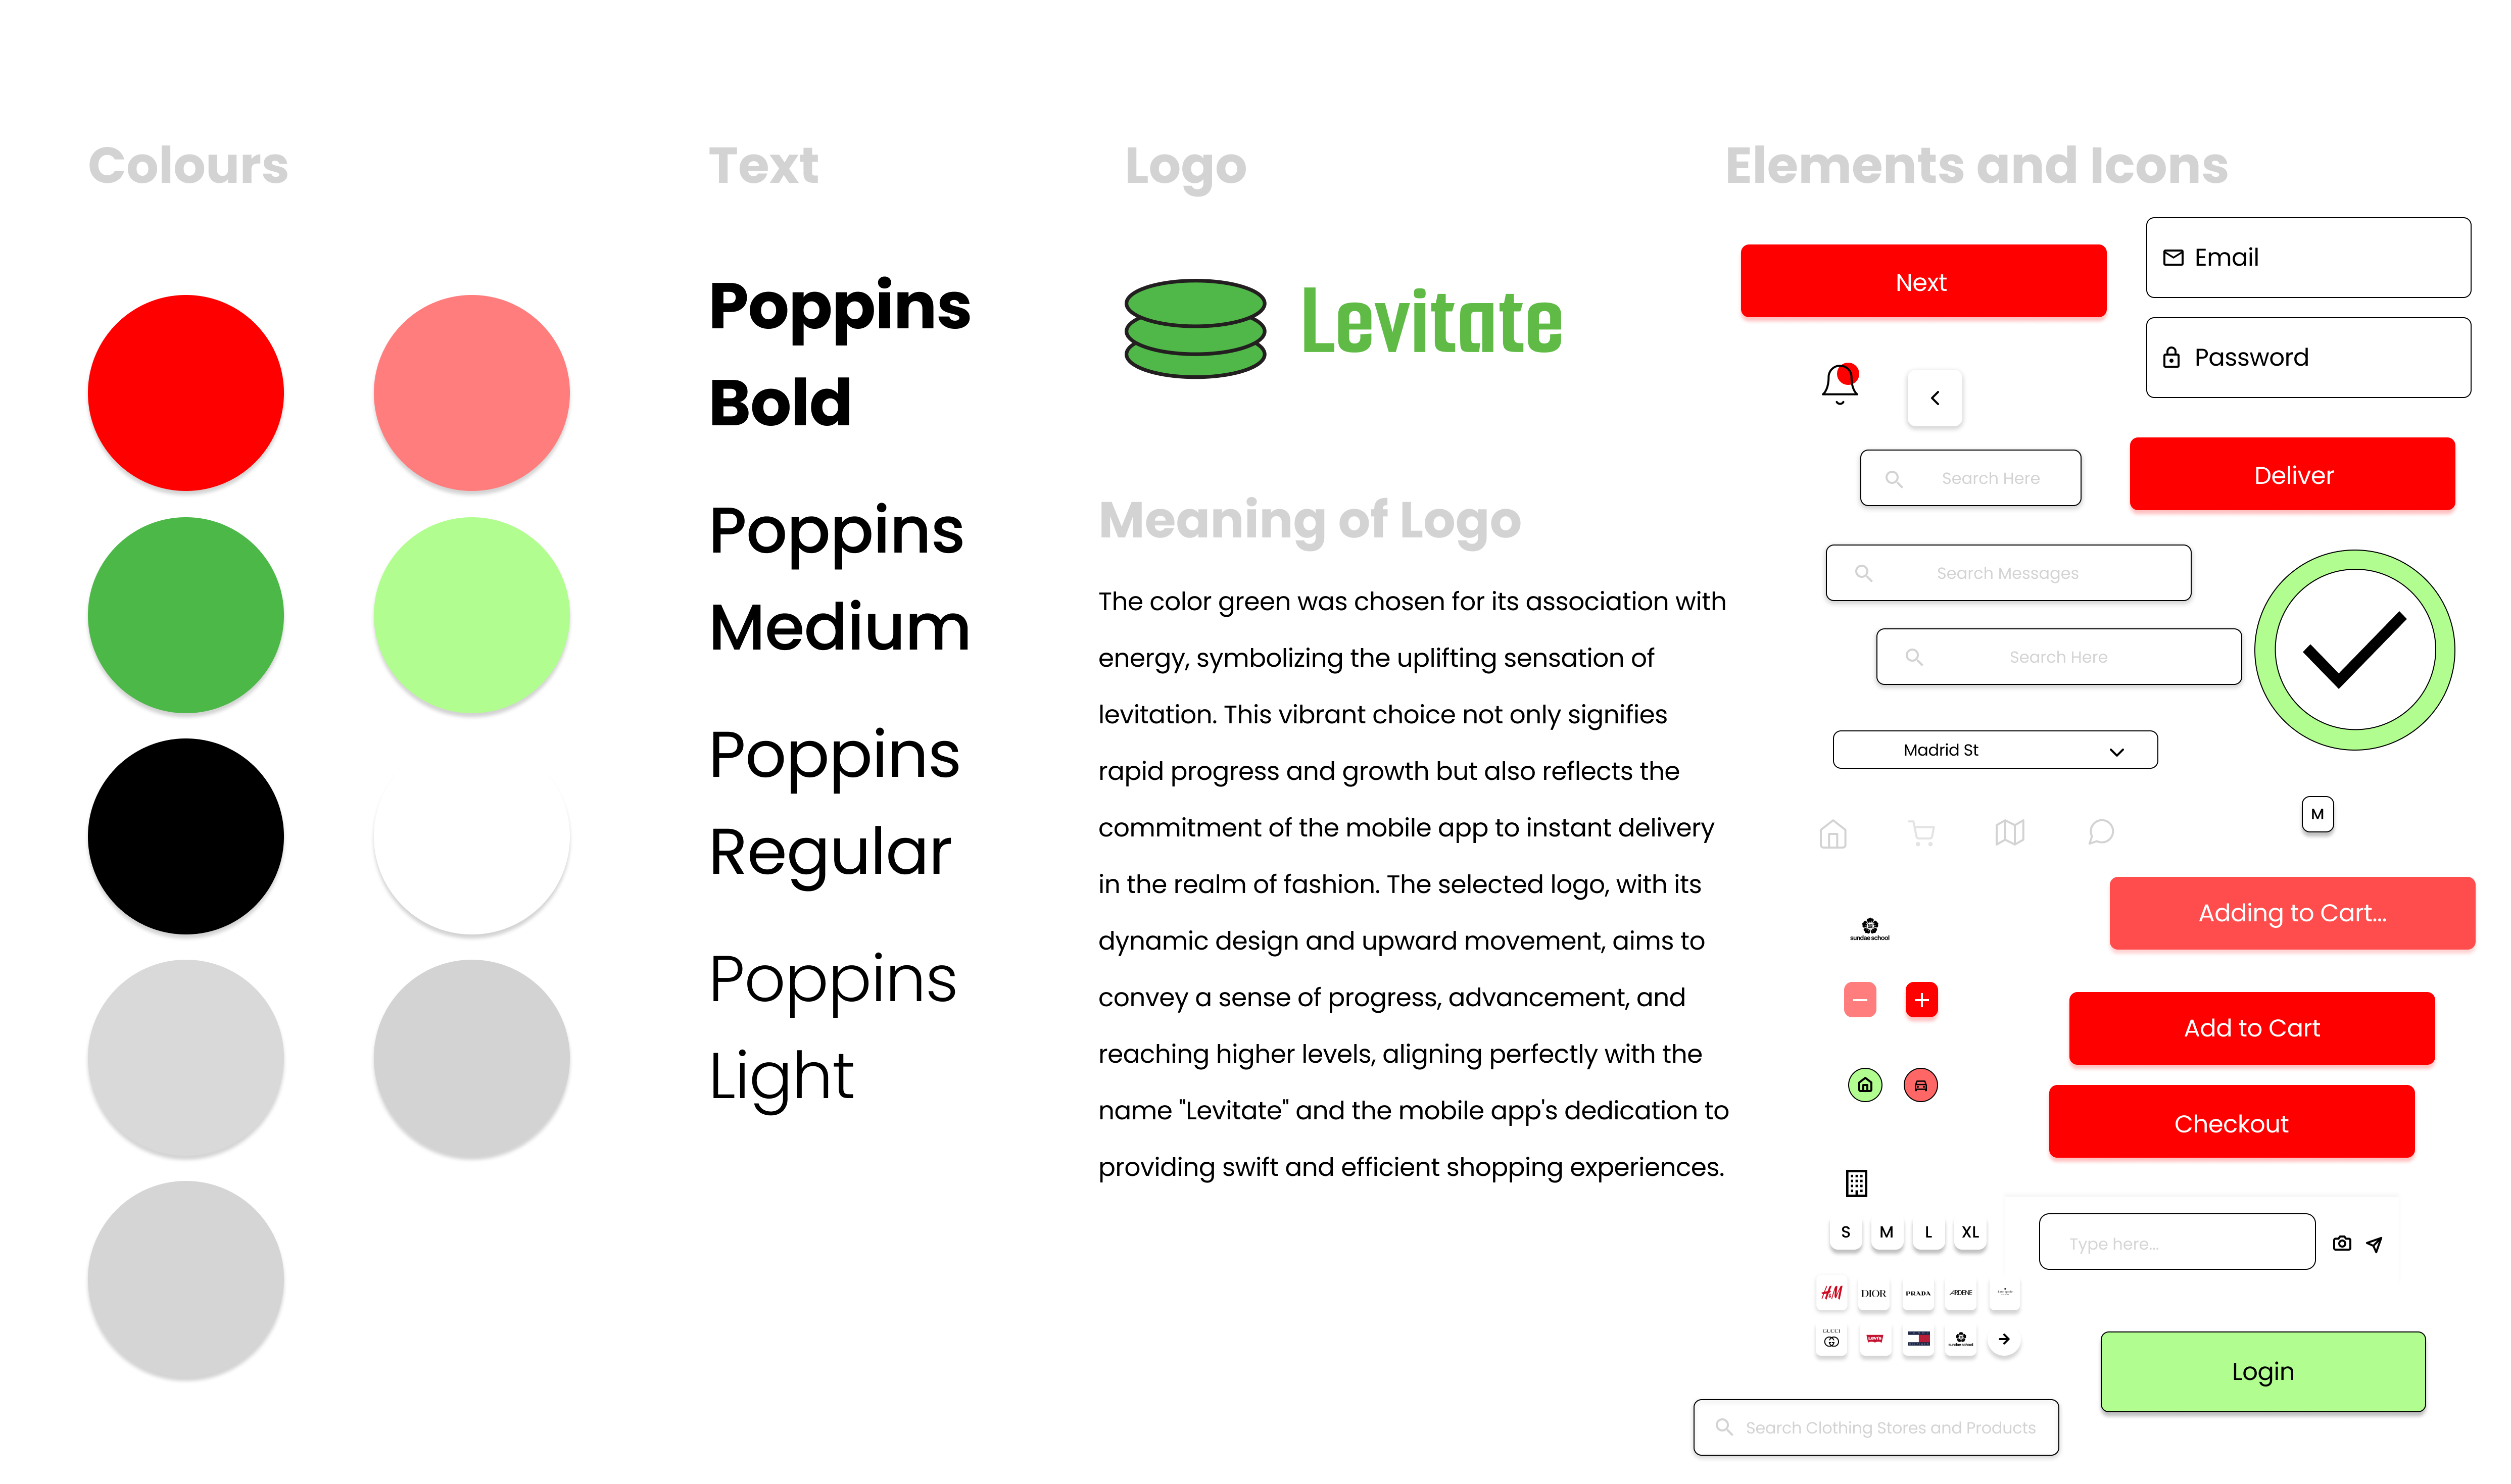 Colours
Text
Logo
Elements and Icons
Poppins
Bold
Poppins
Medium
Poppins
Regular
Poppins
Light
Levitate
Meaning of Logo
The color green was chosen for its association with
energy, symbolizing the uplifting sensation of
levitation. This vibrant choice not only signifies
rapid progress and growth but also reflects the
commitment of the mobile app to instant delivery
in the realm of fashion. The selected logo, with its
dynamic design and upward movement, aims to
convey a sense of progress, advancement, and
reaching higher levels, aligning perfectly with the
name "Levitate" and the mobile app's dedication to
providing swift and efficient shopping experiences.
Next
Email
Password
Search Here
Deliver
Search Messages
Search Here
Madrid St
M
Adding to Cart...
sundae school
Add to Cart
Checkout
S M L XL
Type here...
H&M DIOR PRADA ARDENE
GUCCI Levi's sundae school
Login
Search Clothing Stores and Products